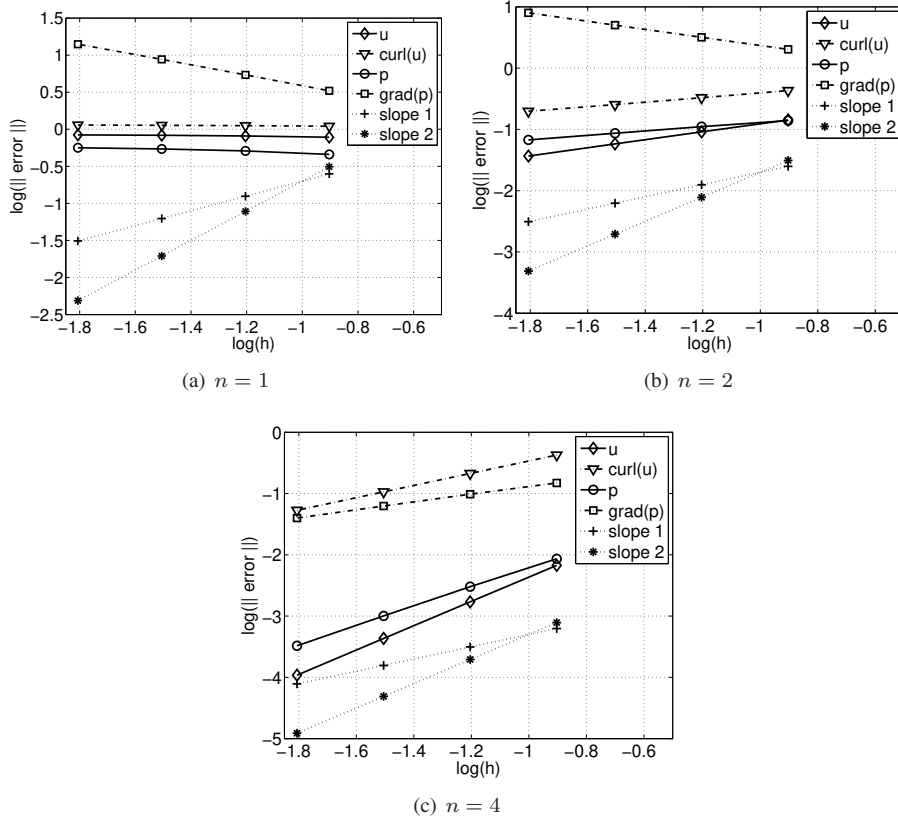 1.5
1
0.5
0
−0.5
−1
−1.5
−2
−2.5
log(|| error ||)
−1.8 −1.6 −1.4 −1.2 −1 −0.8 −0.6
log(h)
u
curl(u)
p
grad(p)
slope 1
slope 2
(a) n = 1
1
0
−1
−2
−3
−4
log(|| error ||)
−1.8 −1.6 −1.4 −1.2 −1 −0.8 −0.6
log(h)
u
curl(u)
p
grad(p)
slope 1
slope 2
(b) n = 2
0
−1
−2
−3
−4
−5
log(|| error ||)
−1.8 −1.6 −1.4 −1.2 −1 −0.8 −0.6
log(h)
u
curl(u)
p
grad(p)
slope 1
slope 2
(c) n = 4